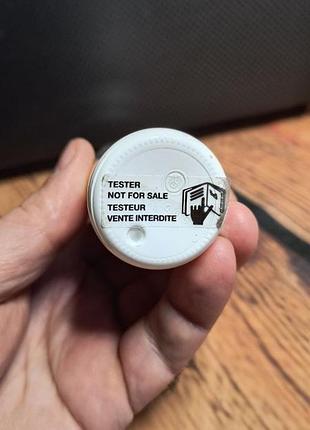 TESTER
NOT FOR SALE
TESTEUR
VENTE INTERDITE